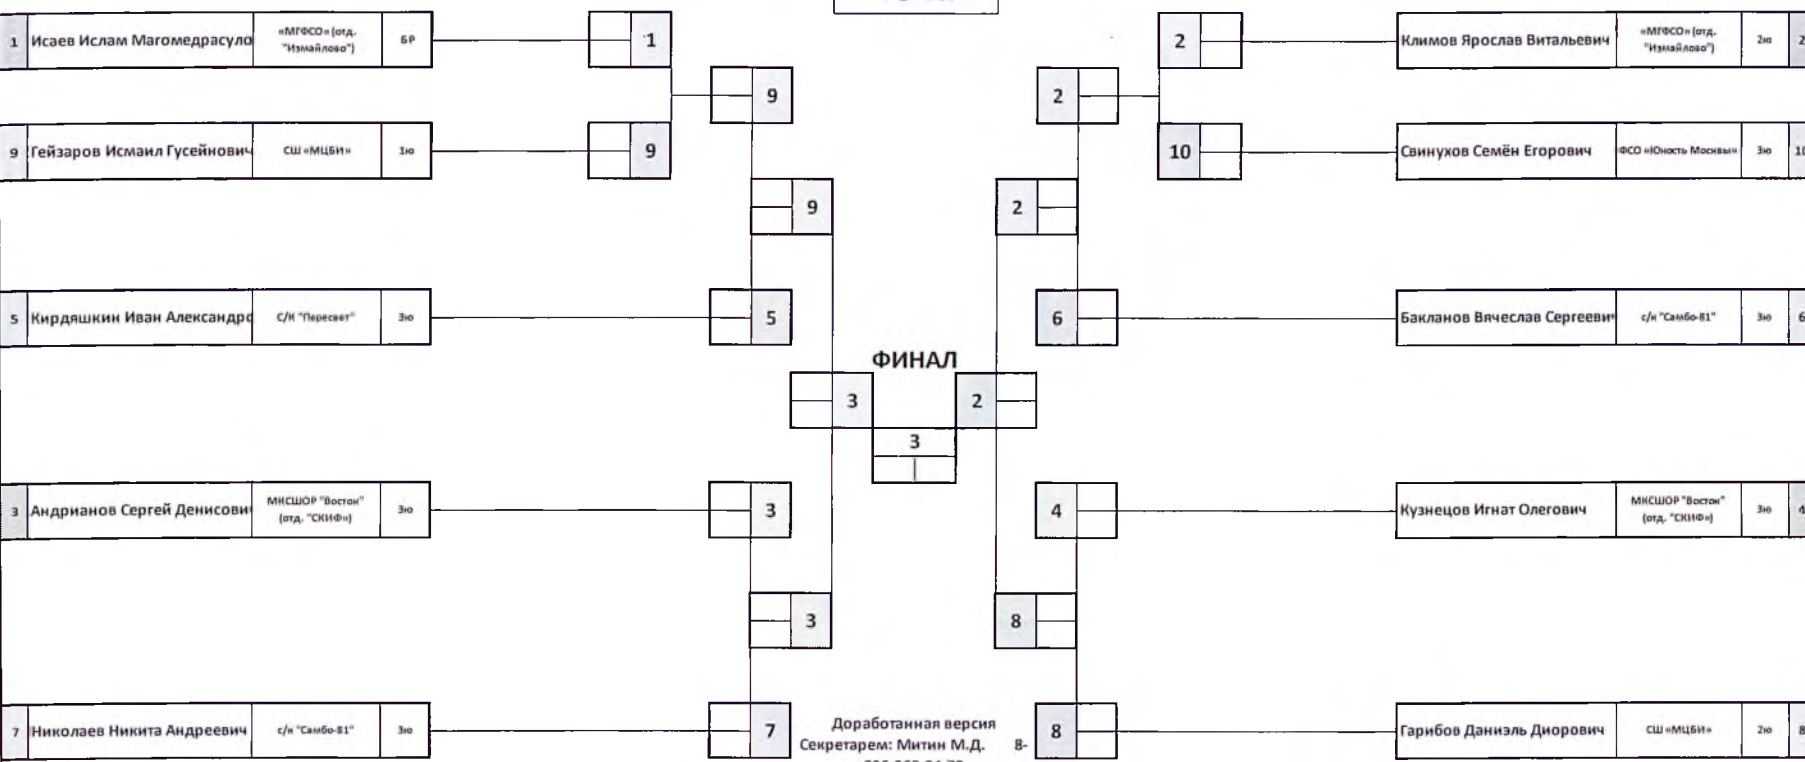 1 Исаев Ислам Магомедрасуло «МГФСО» (отд. "Измайлово") БР
1
2
Климов Ярослав Витальевич «МГФСО» (отд. "Измайлово") 2ю 2
9
2
9 Гейзаров Исмаил Гусейнович СШ «МЦБИ» 1ю
9
10
Свинухов Семён Егорович ФСО «Юность Москвы» 3ю 10
9
2
5 Кирдяшкин Иван Александро С/К "Пересвет" 3ю
5
6
Бакланов Вячеслав Сергееви с/к "Самбо-81" 3ю 6
ФИНАЛ
3
2
3
3 Андрианов Сергей Денисови МКСШОР "Восток" (отд. "СКИФ») 3ю
3
4
Кузнецов Игнат Олегович МКСШОР "Восток" (отд. "СКИФ») 3ю 4
3
8
7 Николаев Никита Андреевич с/к "Самбо-81" 3ю
7
Доработанная версия
Секретарем: Митин М.Д. 8-
8
Гарибов Даниэль Диорович СШ «МЦБИ» 2ю 8